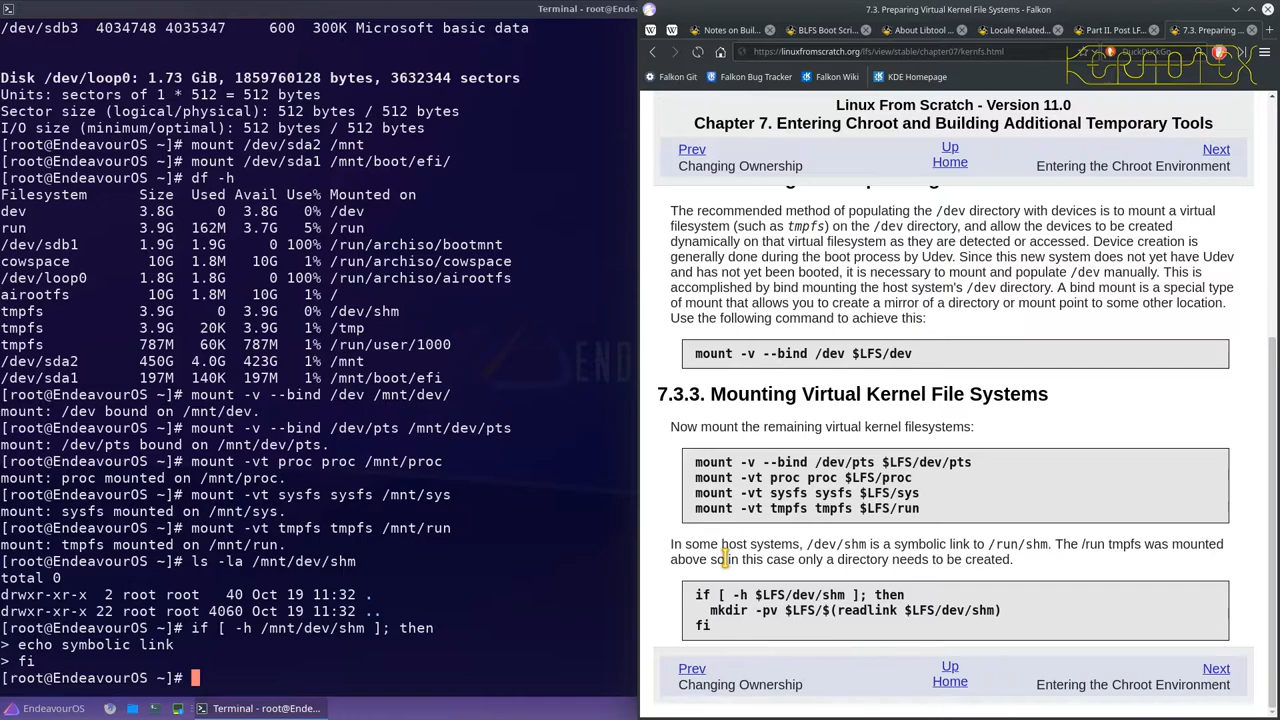 Terminal - root@Ende...
/dev/sdb3  4034748 4035347     600  300K Microsoft basic data
Disk /dev/loop0: 1.73 GiB, 1859760128 bytes, 3632344 sectors
Units: sectors of 1 * 512 = 512 bytes
Sector size (logical/physical): 512 bytes / 512 bytes
I/O size (minimum/optimal): 512 bytes / 512 bytes
[root@EndeavourOS ~]# mount /dev/sda2 /mnt
[root@EndeavourOS ~]# mount /dev/sda1 /mnt/boot/efi/
[root@EndeavourOS ~]# df -h
Filesystem      Size  Used Avail Use% Mounted on
dev             3.8G     0  3.8G   0% /dev
run             3.8G  162M  3.7G   5% /run
/dev/sdb1       1.9G  1.9G     0 100% /run/archiso/bootmnt
cowspace         10G  1.8M   10G   1% /run/archiso/cowspace
/dev/loop0      1.8G  1.8G     0 100% /run/archiso/airootfs
airootfs         10G  1.8M   10G   1% /
tmpfs           3.9G     0  3.9G   0% /dev/shm
tmpfs           3.9G   20K  3.9G   1% /tmp
tmpfs           787M   60K  787M   1% /run/user/1000
/dev/sda2       450G  4.0G  423G   1% /mnt
/dev/sda1       197M  140K  197M   1% /mnt/boot/efi
[root@EndeavourOS ~]# mount -v --bind /dev /mnt/dev/
mount: /dev bound on /mnt/dev.
[root@EndeavourOS ~]# mount -v --bind /dev/pts /mnt/dev/pts
mount: /dev/pts bound on /mnt/dev/pts.
[root@EndeavourOS ~]# mount -vt proc proc /mnt/proc
mount: proc mounted on /mnt/proc.
[root@EndeavourOS ~]# mount -vt sysfs sysfs /mnt/sys
mount: sysfs mounted on /mnt/sys.
[root@EndeavourOS ~]# mount -vt tmpfs tmpfs /mnt/run
mount: tmpfs mounted on /mnt/run.
[root@EndeavourOS ~]# ls -la /mnt/dev/shm
total 0
drwxr-xr-x  2 root root   40 Oct 19 11:32 .
drwxr-xr-x 22 root root 4060 Oct 19 11:32 ..
[root@EndeavourOS ~]# if [ -h /mnt/dev/shm ]; then
> echo symbolic link
> fi
[root@EndeavourOS ~]#
EndeavourOS
Terminal - root@Ende...
7.3. Preparing Virtual Kernel File Systems - Falkon
Notes on Buil... BLFS Boot Scri... About Libtool ... Locale Related... Part II. Post LF... 7.3. Preparing ...
https://linuxfromscratch.org/lfs/view/stable/chapter07/kernfs.html
DuckDuckGo
Kernotex
Falkon Git Falkon Bug Tracker Falkon Wiki KDE Homepage
Linux From Scratch - Version 11.0
Chapter 7. Entering Chroot and Building Additional Temporary Tools
Prev Up Next
Changing Ownership Home Entering the Chroot Environment
The recommended method of populating the /dev directory with devices is to mount a virtual
filesystem (such as tmpfs) on the /dev directory, and allow the devices to be created
dynamically on that virtual filesystem as they are detected or accessed. Device creation is
generally done during the boot process by Udev. Since this new system does not yet have Udev
and has not yet been booted, it is necessary to mount and populate /dev manually. This is
accomplished by bind mounting the host system's /dev directory. A bind mount is a special type
of mount that allows you to create a mirror of a directory or mount point to some other location.
Use the following command to achieve this:
mount -v --bind /dev $LFS/dev
7.3.3. Mounting Virtual Kernel File Systems
Now mount the remaining virtual kernel filesystems:
mount -v --bind /dev/pts $LFS/dev/pts
mount -vt proc proc $LFS/proc
mount -vt sysfs sysfs $LFS/sys
mount -vt tmpfs tmpfs $LFS/run
In some host systems, /dev/shm is a symbolic link to /run/shm. The /run tmpfs was mounted
above so in this case only a directory needs to be created.
if [ -h $LFS/dev/shm ]; then
  mkdir -pv $LFS/$(readlink $LFS/dev/shm)
fi
Prev Up Next
Changing Ownership Home Entering the Chroot Environment